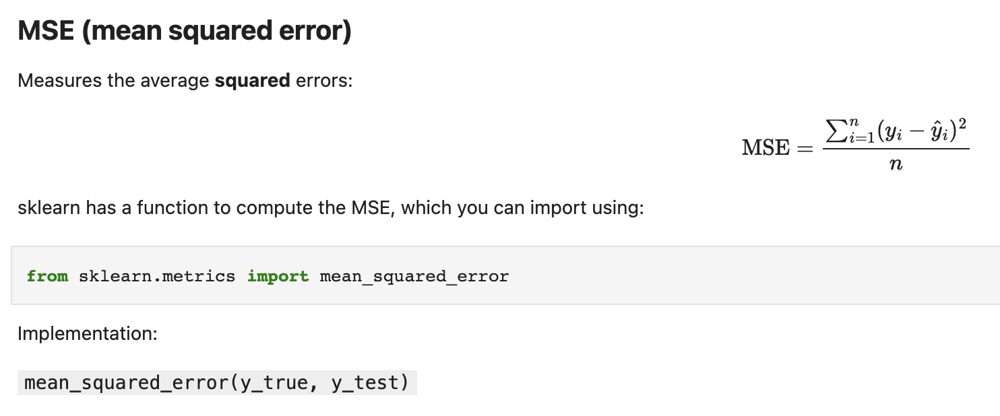 MSE (mean squared error)
Measures the average squared errors:
MSE = \frac{\sum_{i=1}^{n}(y_i - \hat{y}_i)^2}{n}
sklearn has a function to compute the MSE, which you can import using:
from sklearn.metrics import mean_squared_error
Implementation:
mean_squared_error(y_true, y_test)